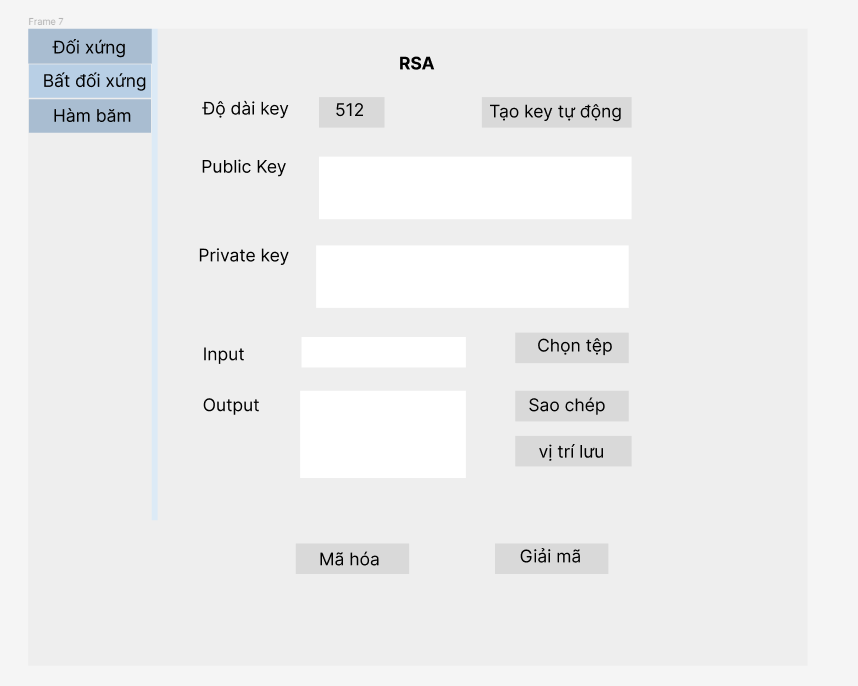 Frame 7
Đối xứng
Bất đối xứng
Hàm băm
RSA
Độ dài key
512
Tạo key tự động
Public Key
Private key
Input
Chọn tệp
Output
Sao chép
vị trí lưu
Mã hóa
Giải mã